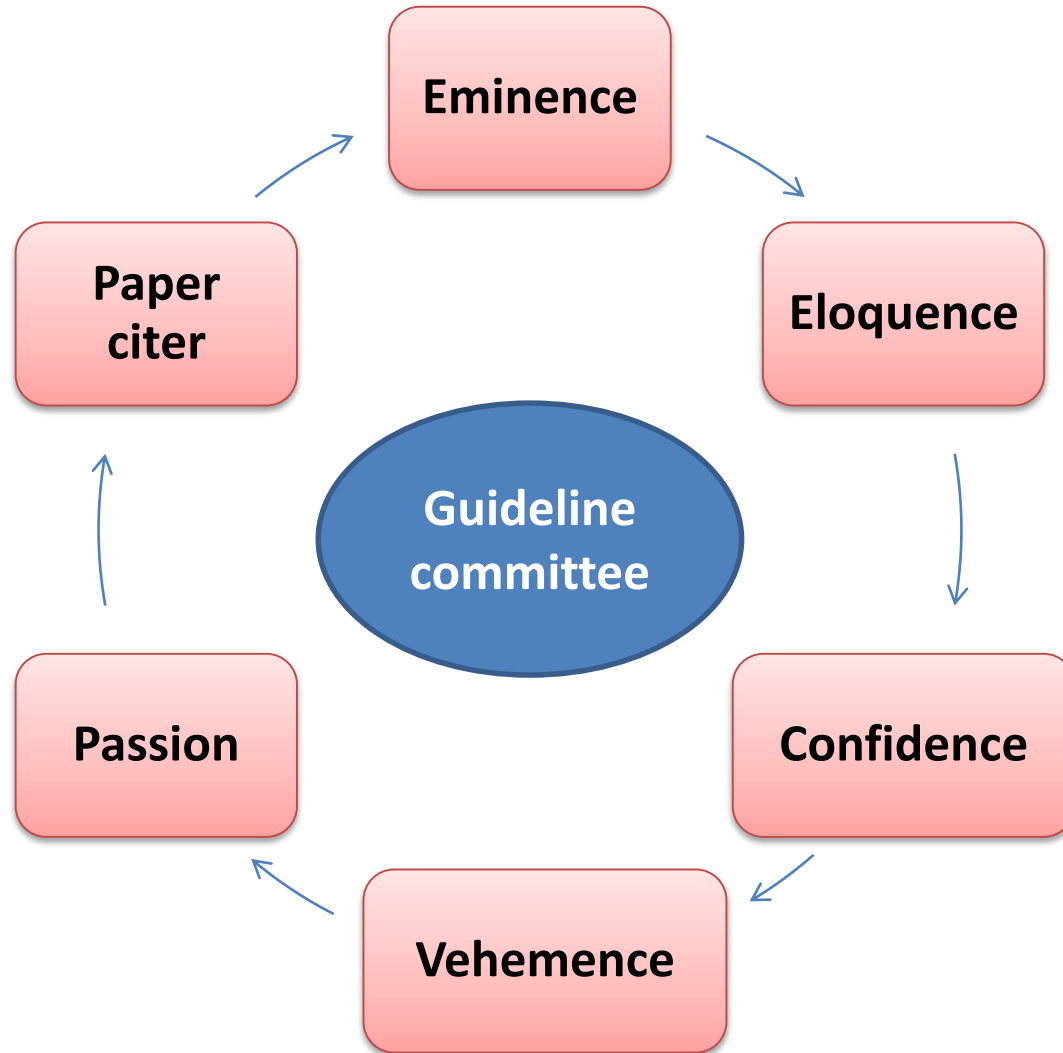 Eminence
Eloquence
Confidence
Vehemence
Passion
Paper
citer
Guideline
committee